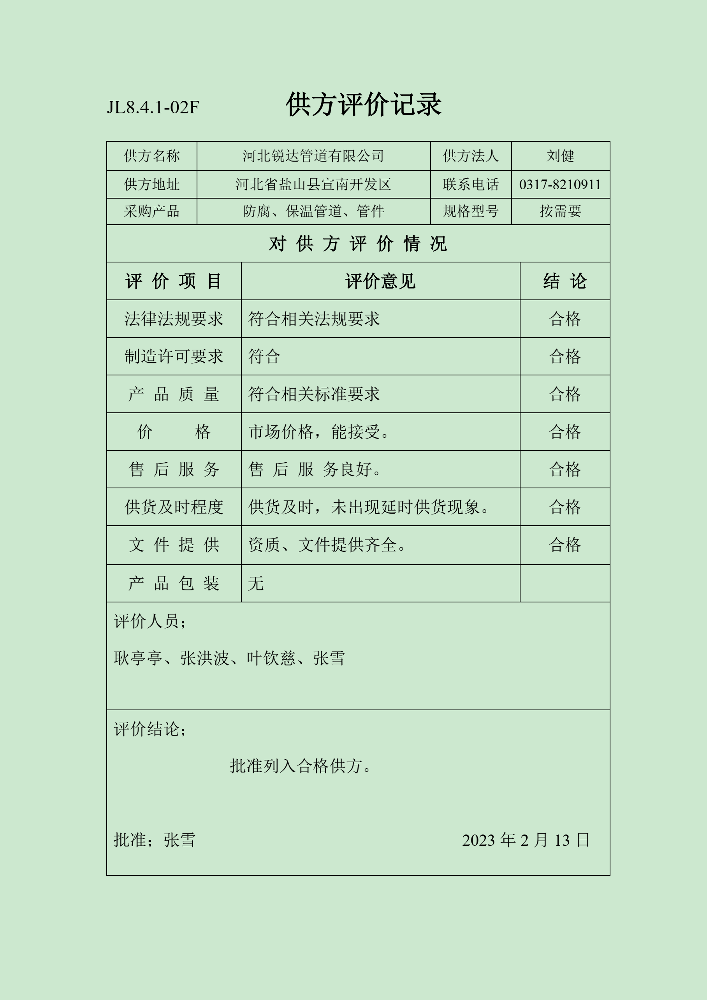 JL8.4.1-02F 供方评价记录
供方名称 河北锐达管道有限公司 供方法人 刘健
供方地址 河北省盐山县宣南开发区 联系电话 0317-8210911
采购产品 防腐、保温管道、管件 规格型号 按需要
对 供 方 评 价 情 况
评 价 项 目 评价意见 结 论
法律法规要求 符合相关法规要求 合格
制造许可要求 符合 合格
产 品 质 量 符合相关标准要求 合格
价 格 市场价格，能接受。 合格
售 后 服 务 售 后 服 务良好。 合格
供货及时程度 供货及时，未出现延时供货现象。 合格
文 件 提 供 资质、文件提供齐全。 合格
产 品 包 装 无
评价人员；
耿亭亭、张洪波、叶钦慈、张雪
评价结论；
批准列入合格供方。
批准；张雪 2023 年 2 月 13 日